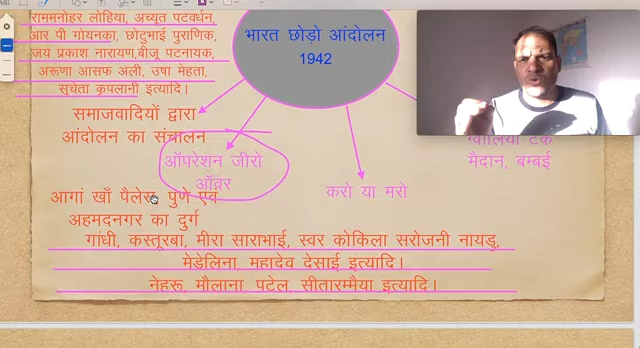 राममनोहर लोहिया, अच्यृत पटवर्धन,
आर पी गोयनका, छोटुभाई पुराणिक,
जय प्रकाश नारायण,बीजू पटनायक,
अरूणा आसफ अली, उषा मेहता,
सुचेता कृपलानी इत्यादि।
भारत छोड़ो आंदोलन
1942
समाजवादियों द्वारा
आंदोलन का संचालन
ऑपरेशन जीरो
ऑवर
करो या मरो
ग्वालिया टैंक
मैदान, बम्बई
आगां खाँ पैलेस, पुणे एवं
अहमदनगर का दुर्ग
गांधी, कस्तूरबा, मीरा साराभाई, स्वर कोकिला सरोजनी नायडु,
मेडेलिना, महादेव देसाई इत्यादि।
नेहरू, मौलाना, पटेल, सीतारम्मैया इत्यादि।